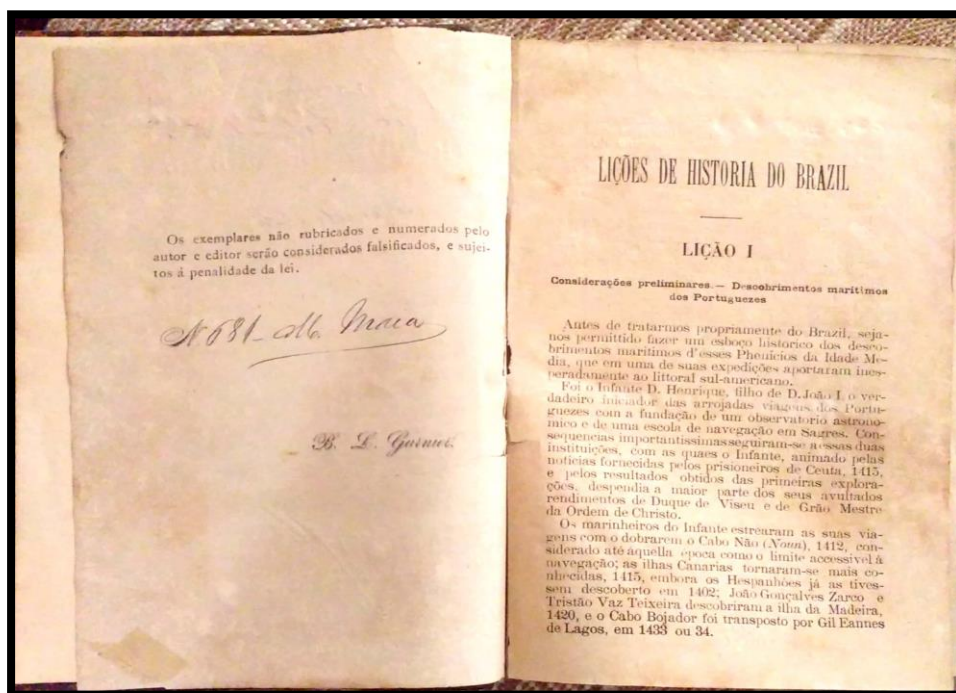 Os exemplares não rubricados e numerados pelo
autor e editor serão considerados falsificados, e sujei-
tos á penalidade da lei.
N 681
B. L. Garnier.
LIÇÕES DE HISTORIA DO BRAZIL
LIÇÃO I
Considerações preliminares.— Descobrimentos maritimos
dos Portuguezes
Antes de tratarmos propriamente do Brazil, seja-
nos permittido fazer um esboço historico dos desco-
brimentos maritimos d'esses Phenicios da Idade Me-
dia, que em uma de suas expedições aportaram ines-
peradamente ao littoral sul-americano.
Foi o Infante D. Henrique, filho de D. João I, o ver-
dadeiro iniciador das arrojadas viagens dos Portu-
guezes com a fundação de um observatorio astrono-
mico e de uma escola de navegação em Sagres. Con-
sequencias importantissimas seguiram-se a essas duas
instituições, com as quaes o Infante, animado pelas
noticias fornecidas pelos prisioneiros de Ceuta, 1415,
e pelos resultados obtidos das primeiras explora-
ções, despendia a maior parte dos seus avultados
rendimentos de Duque de Viseu e de Grão Mestre
da Ordem de Christo.
Os marinheiros do Infante estrearam as suas via-
gens com o dobrarem o Cabo Não (Noun), 1412, con-
siderado até áquella época como o limite accessivel á
navegação; as ilhas Canarias tornaram-se mais co-
nhecidas, 1415, embora os Hespanhóes já as tives-
sem descoberto em 1402; João Gonçalves Zarco e
Tristão Vaz Teixeira descobriram a ilha da Madeira,
1420, e o Cabo Bojador foi transposto por Gil Eannes
de Lagos, em 1433 ou 34.